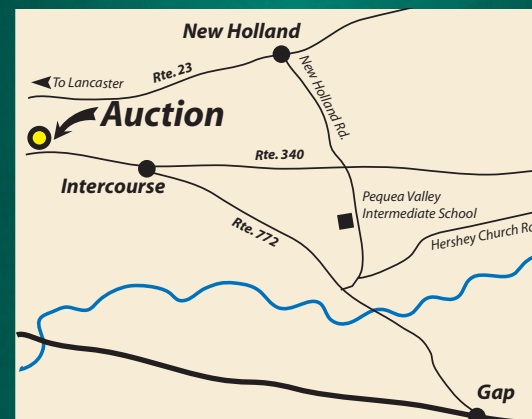 New Holland
Rte. 23
To Lancaster
New Holland Rd.
Auction
Rte. 340
Intercourse
Pequea Valley
Intermediate School
Rte. 772
Hershey Church Rd
Gap